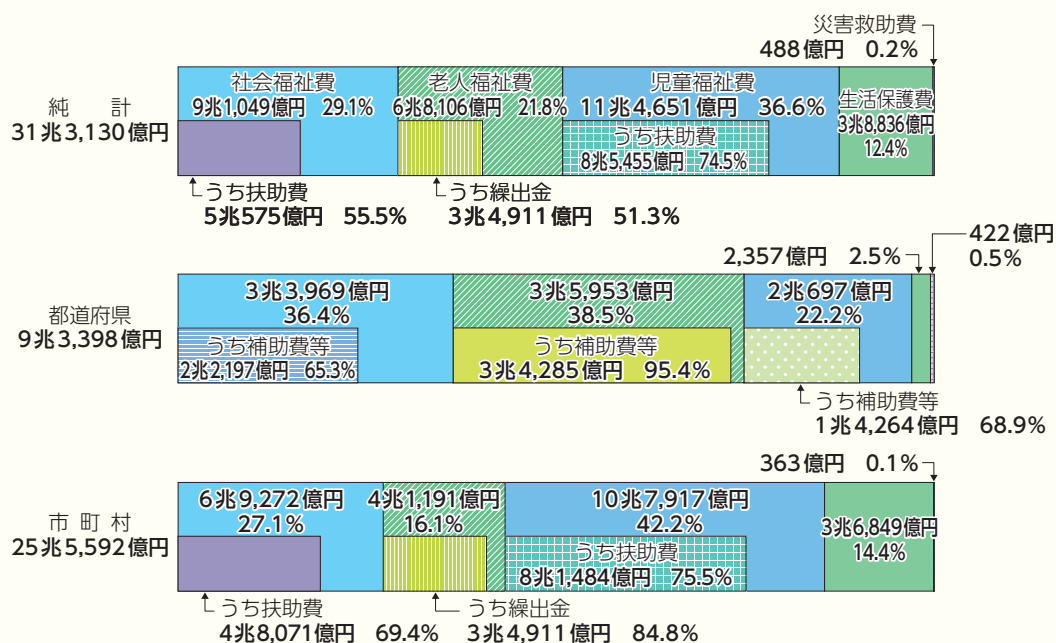 災害救助費
488億円 0.2%
純計
31兆3,130億円
社会福祉費
9兆1,049億円 29.1%
老人福祉費
6兆8,106億円 21.8%
児童福祉費
11兆4,651億円 36.6%
生活保護費
3兆8,836億円
12.4%
うち扶助費
8兆5,455億円 74.5%
うち扶助費
5兆575億円 55.5%
うち繰出金
3兆4,911億円 51.3%
都道府県
9兆3,398億円
3兆3,969億円
36.4%
3兆5,953億円
38.5%
2兆697億円
22.2%
2,357億円 2.5%
422億円
0.5%
うち補助費等
2兆2,197億円 65.3%
うち補助費等
3兆4,285億円 95.4%
うち補助費等
1兆4,264億円 68.9%
市町村
25兆5,592億円
6兆9,272億円
27.1%
4兆1,191億円
16.1%
10兆7,917億円
42.2%
363億円 0.1%
3兆6,849億円
14.4%
うち扶助費
8兆1,484億円 75.5%
うち扶助費
4兆8,071億円 69.4%
うち繰出金
3兆4,911億円 84.8%